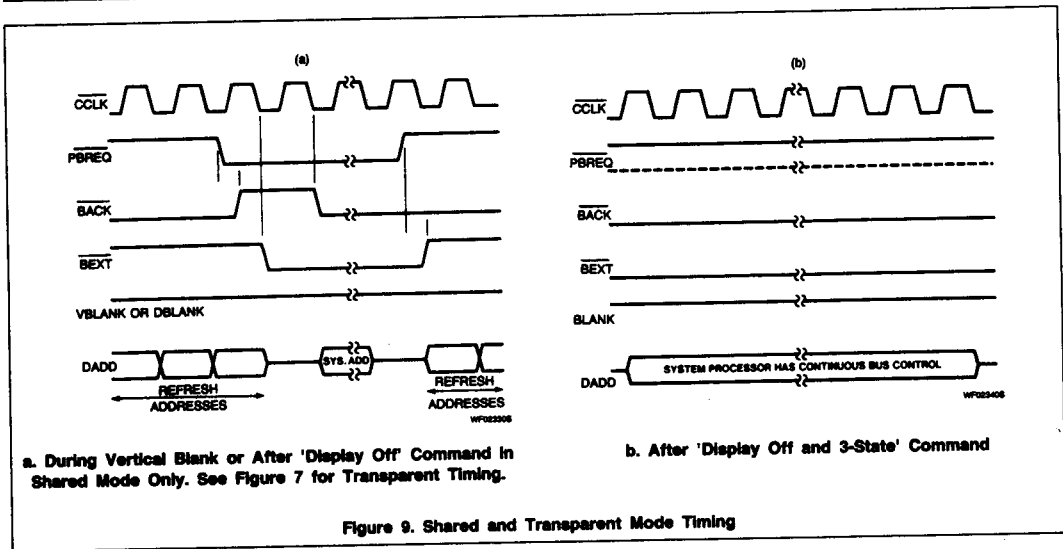 (a)
CCLK
PBREQ
BACK
BEXT
VBLANK OR DBLANK
DADD
SYS. ADD
REFRESH
ADDRESSES
REFRESH
ADDRESSES
WF02330S
a. During Vertical Blank or After 'Display Off' Command in
Shared Mode Only. See Figure 7 for Transparent Timing.
(b)
CCLK
PBREQ
BACK
BEXT
BLANK
DADD
SYSTEM PROCESSOR HAS CONTINUOUS BUS CONTROL
WF02340S
b. After 'Display Off and 3-State' Command
Figure 9. Shared and Transparent Mode Timing